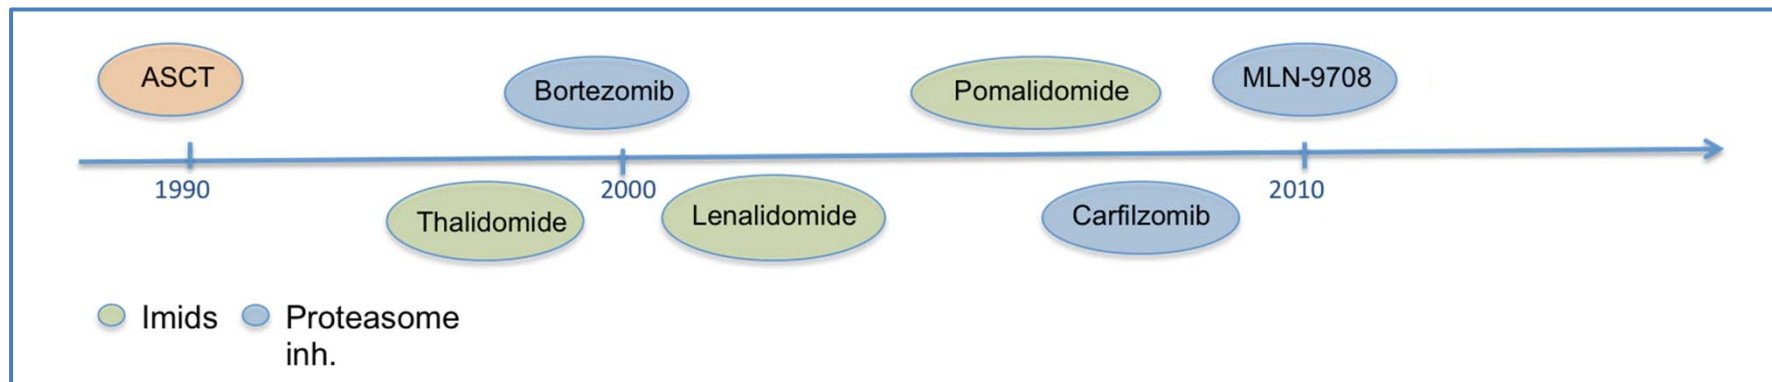 ASCT
Bortezomib
Pomalidomide
MLN-9708
1990
2000
2010
Thalidomide
Lenalidomide
Carfilzomib
Imids
Proteasome
inh.